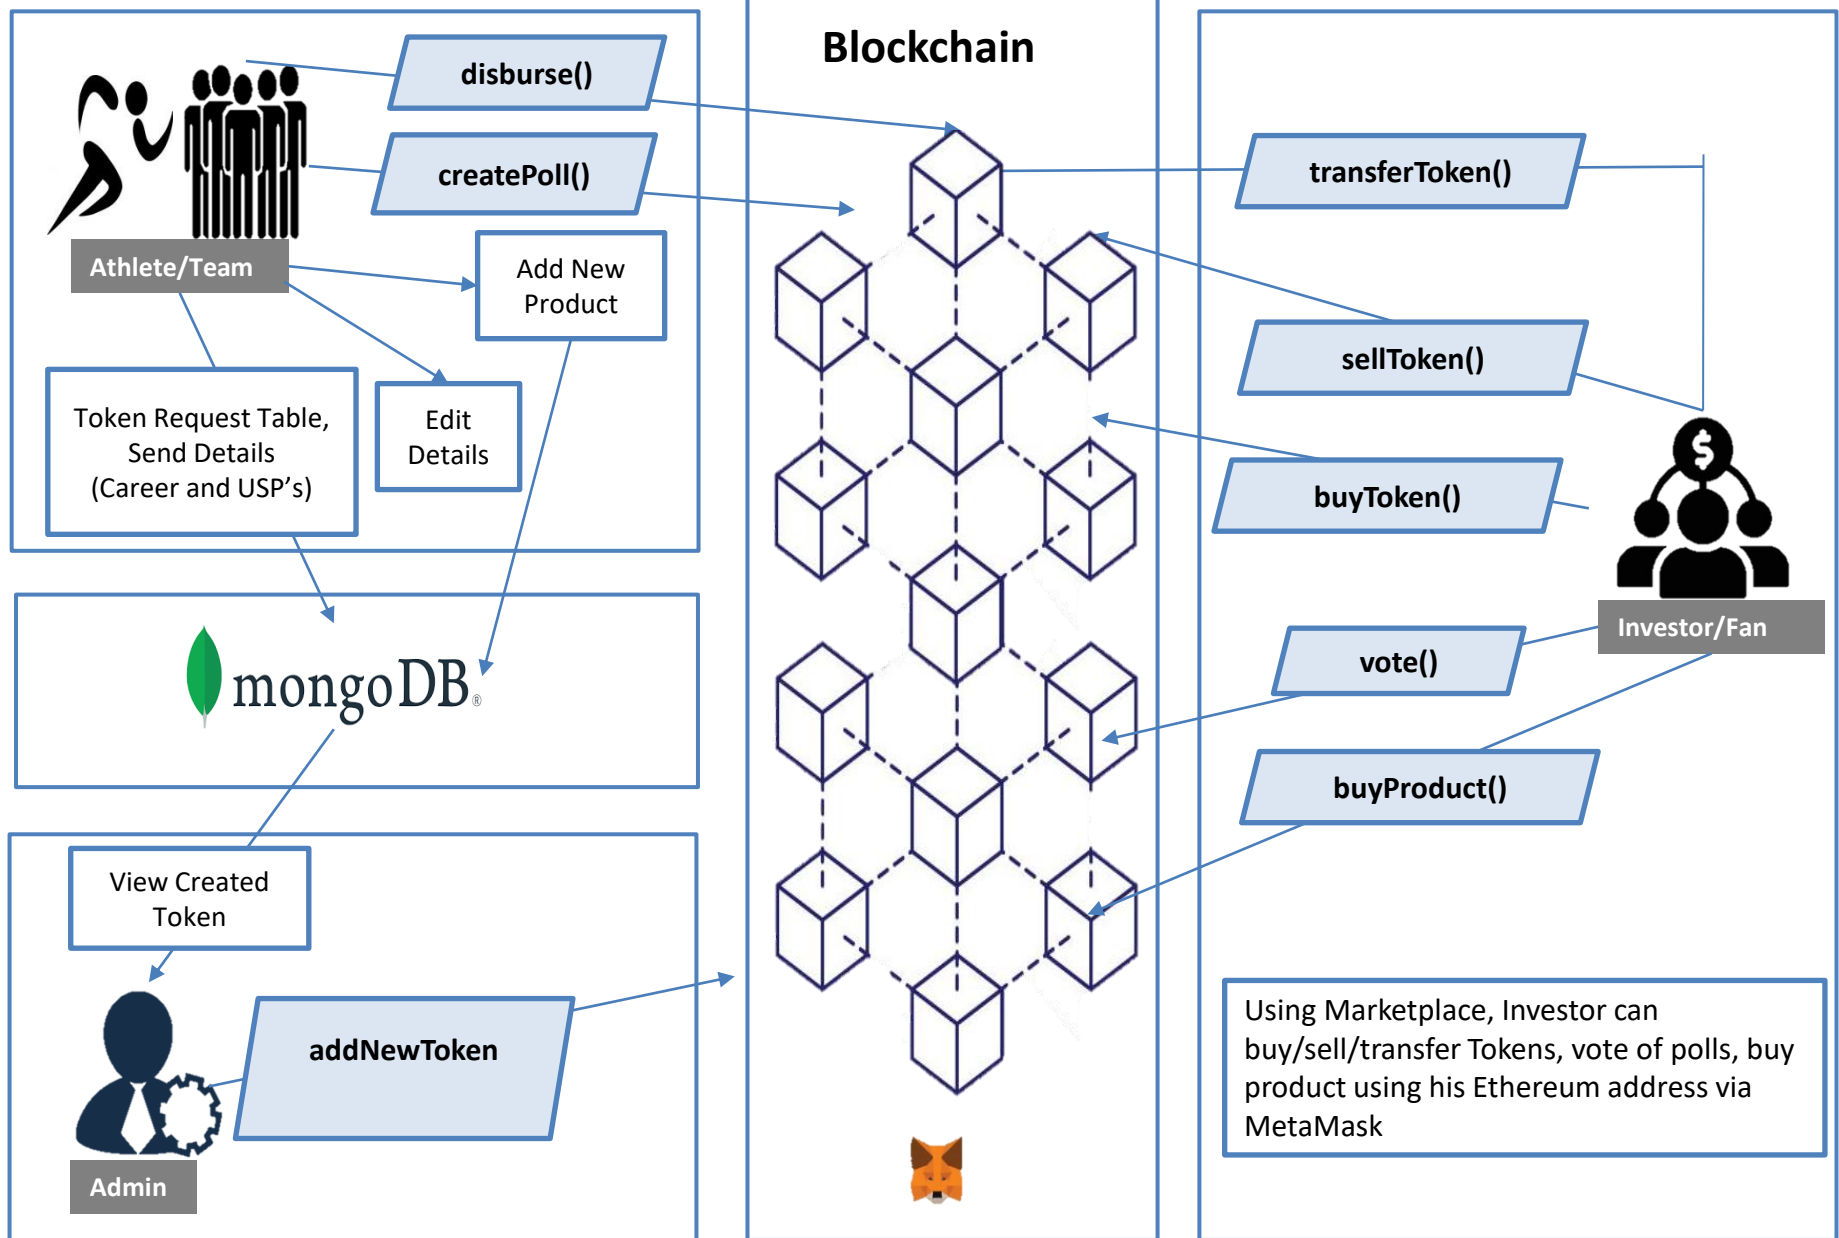 disburse()
createPoll()
Athlete/Team
Add New
Product
Token Request Table,
Send Details
(Career and USP’s)
Edit
Details
mongoDB®
View Created
Token
addNewToken
Admin
Blockchain
transferToken()
sellToken()
buyToken()
$
Investor/Fan
vote()
buyProduct()
Using Marketplace, Investor can
buy/sell/transfer Tokens, vote of polls, buy
product using his Ethereum address via
MetaMask